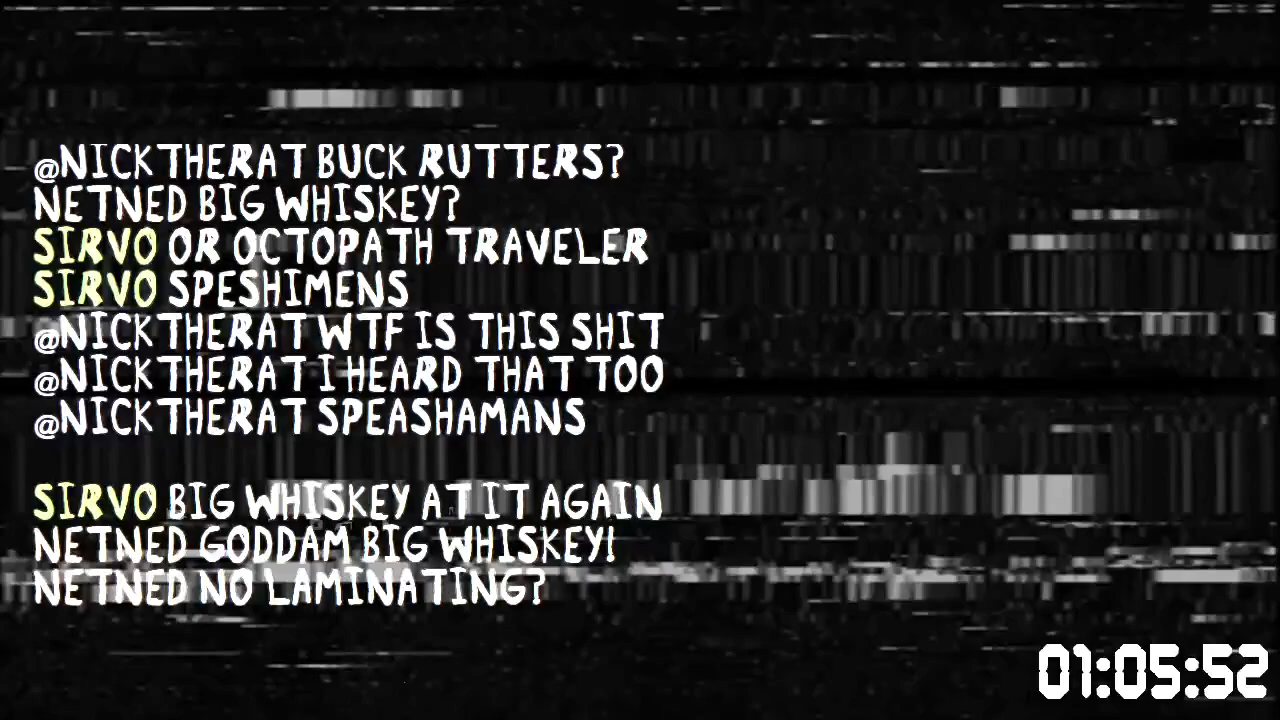 @NICKTHERAT BUCK RUTTERS?
NETNED BIG WHISKEY?
SIRVO OR OCTOPATH TRAVELER
SIRVO SPESHIMENS
@NICKTHERAT WTF IS THIS SHIT
@NICKTHERAT I HEARD THAT TOO
@NICKTHERAT SPEASHAMANS
SIRVO BIG WHISKEY AT IT AGAIN
NETNED GODDAM BIG WHISKEY!
NETNED NO LAMINATING?
01:05:52